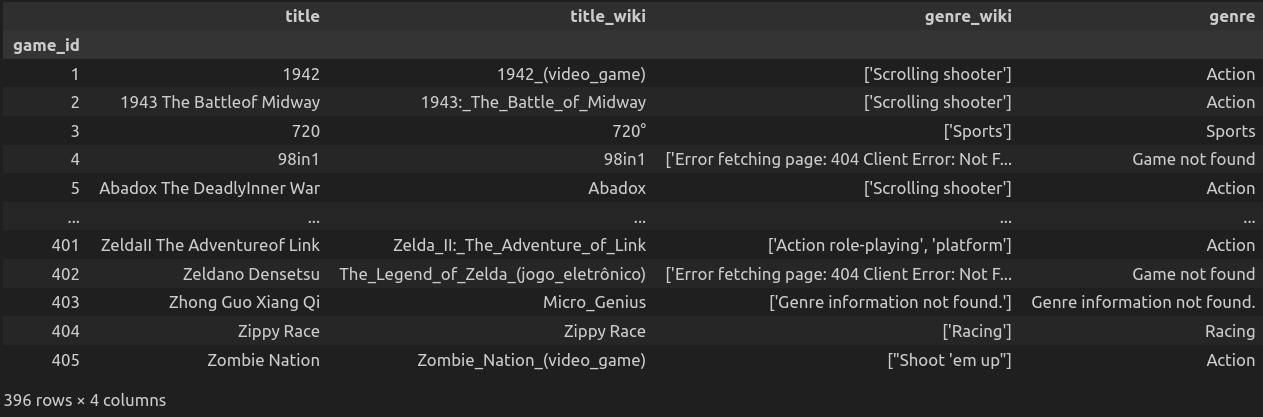 title title_wiki genre_wiki genre
game_id
1 1942 1942_(video_game) ['Scrolling shooter'] Action
2 1943 The Battleof Midway 1943:_The_Battle_of_Midway ['Scrolling shooter'] Action
3 720 720° ['Sports'] Sports
4 98in1 98in1 ['Error fetching page: 404 Client Error: Not F... Game not found
5 Abadox The DeadlyInner War Abadox ['Scrolling shooter'] Action
... ... ... ... ...
401 ZeldaII The Adventureof Link Zelda_II:_The_Adventure_of_Link ['Action role-playing', 'platform'] Action
402 Zeldano Densetsu The_Legend_of_Zelda_(jogo_eletrônico) ['Error fetching page: 404 Client Error: Not F... Game not found
403 Zhong Guo Xiang Qi Micro_Genius ['Genre information not found.'] Genre information not found.
404 Zippy Race Zippy Race ['Racing'] Racing
405 Zombie Nation Zombie_Nation_(video_game) ["Shoot 'em up"] Action
396 rows × 4 columns